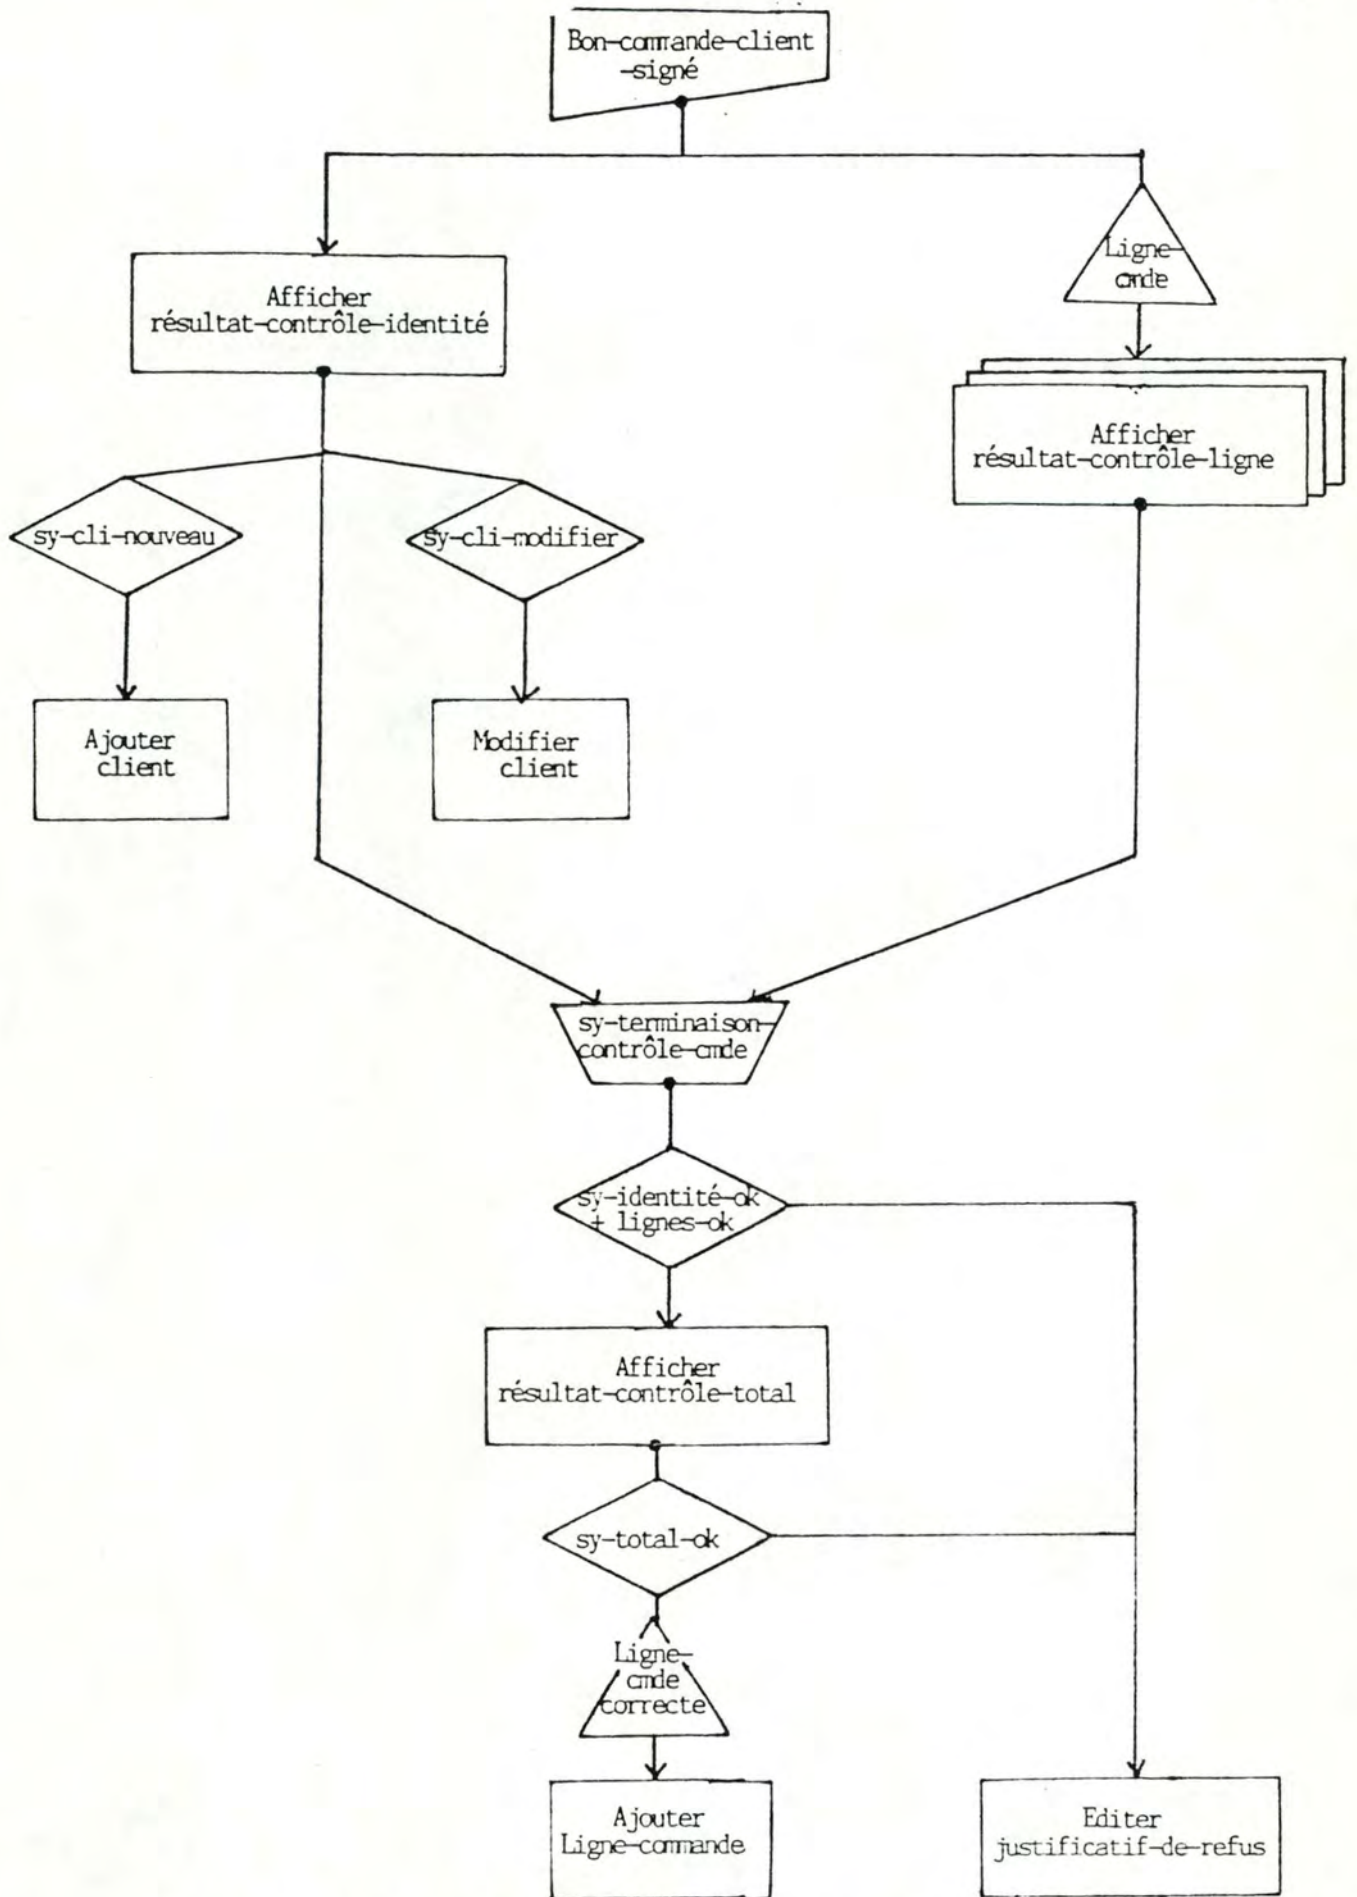 Bon-commande-client
-signé
Ligne-
cmde
Afficher
résultat-contrôle-identité
Afficher
résultat-contrôle-ligne
sy-cli-nouveau
sy-cli-modifier
Ajouter
client
Modifier
client
sy-terminaison-
contrôle-cmde
sy-identité-ok
+ lignes-ok
Afficher
résultat-contrôle-total
sy-total-ok
Ligne-
cmde
correcte
Ajouter
Ligne-commande
Editer
justificatif-de-refus